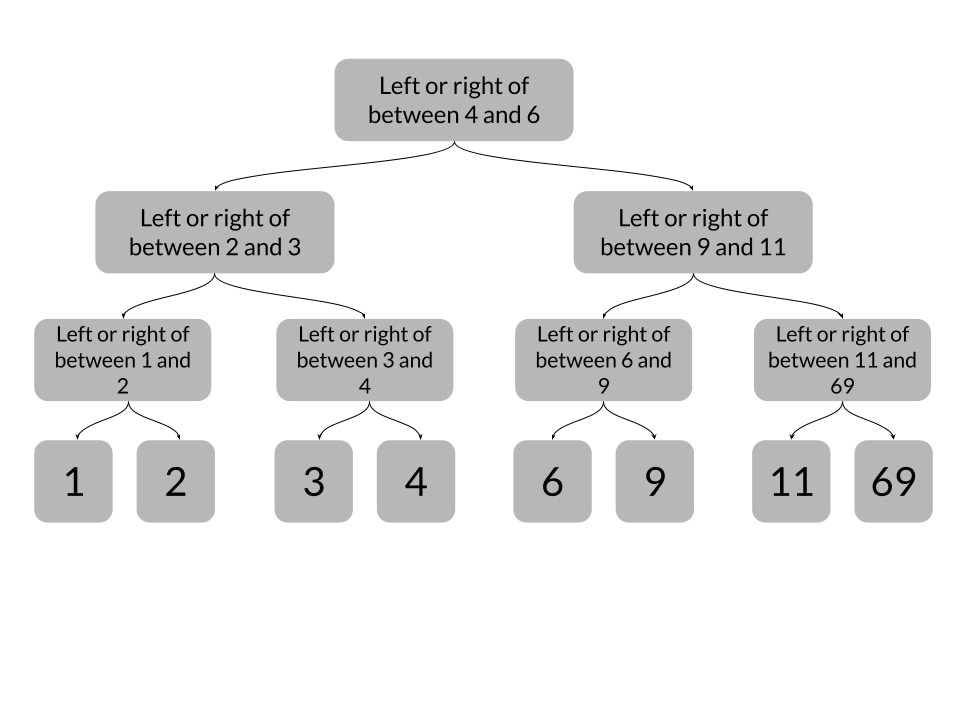 Left or right of
between 4 and 6
Left or right of
between 2 and 3
Left or right of
between 9 and 11
Left or right of
between 1 and
2
Left or right of
between 3 and
4
Left or right of
between 6 and
9
Left or right of
between 11 and
69
1
2
3
4
6
9
11
69